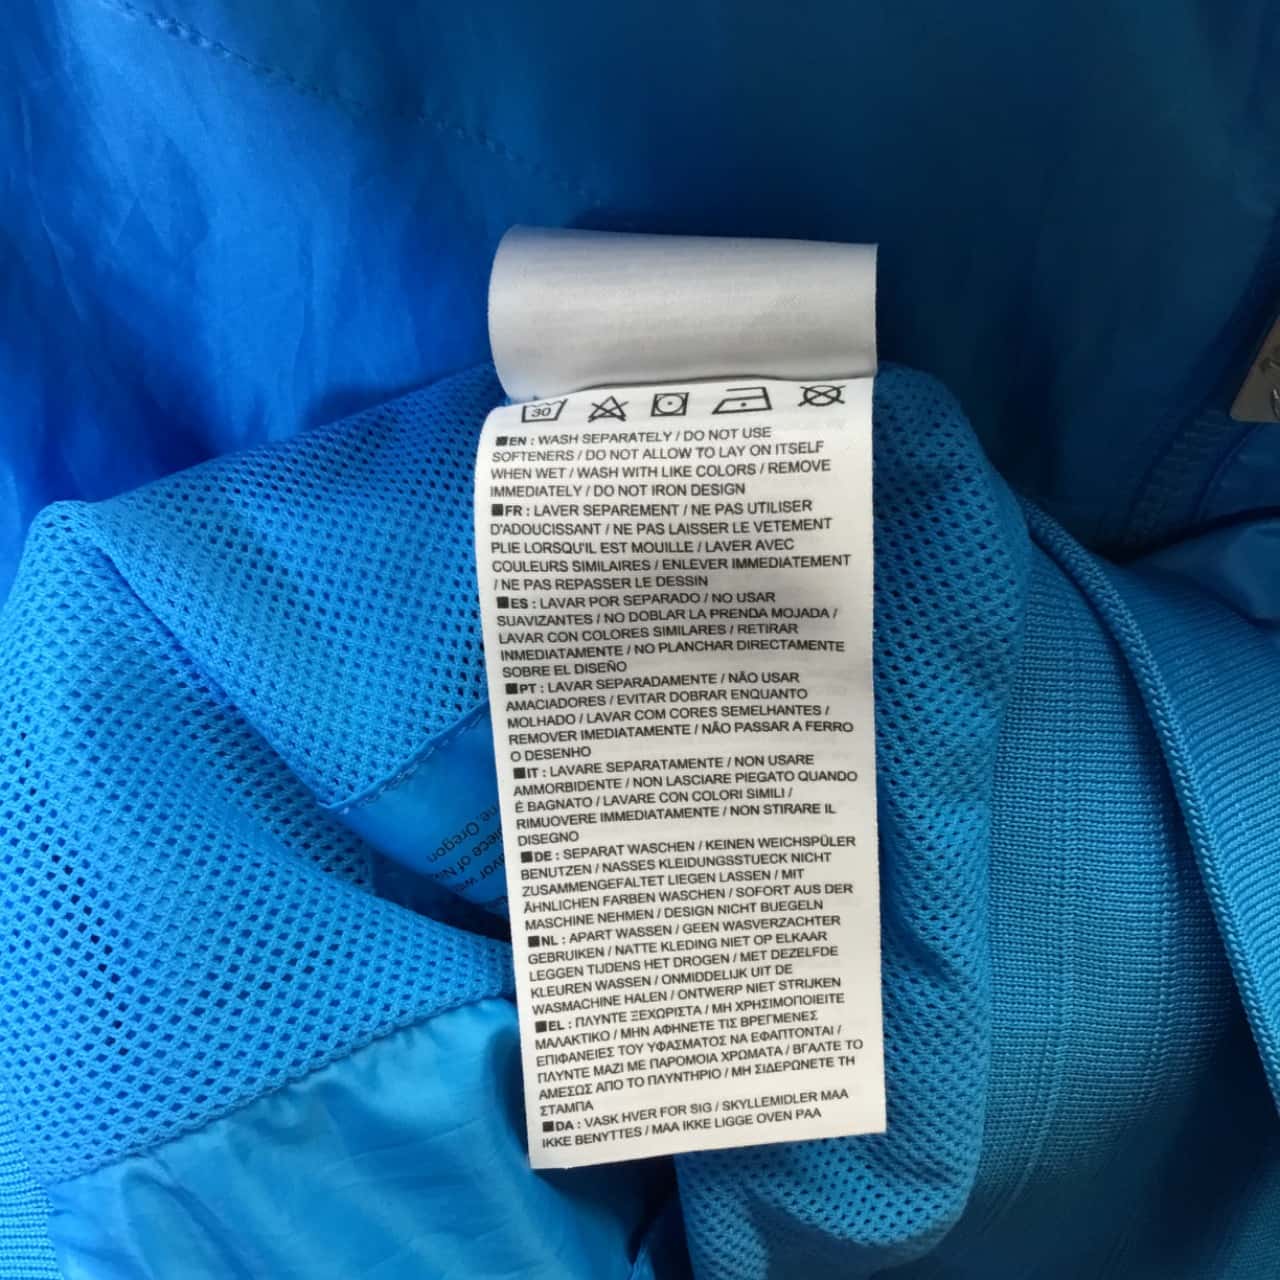 30
EN : WASH SEPARATELY / DO NOT USE
SOFTENERS / DO NOT ALLOW TO LAY ON ITSELF
WHEN WET / WASH WITH LIKE COLORS / REMOVE
IMMEDIATELY / DO NOT IRON DESIGN
FR : LAVER SEPAREMENT / NE PAS UTILISER
D'ADOUCISSANT / NE PAS LAISSER LE VETEMENT
PLIE LORSQU'IL EST MOUILLE / LAVER AVEC
COULEURS SIMILAIRES / ENLEVER IMMEDIATEMENT
/ NE PAS REPASSER LE DESSIN
ES : LAVAR POR SEPARADO / NO USAR
SUAVIZANTES / NO DOBLAR LA PRENDA MOJADA /
LAVAR CON COLORES SIMILARES / RETIRAR
INMEDIATAMENTE / NO PLANCHAR DIRECTAMENTE
SOBRE EL DISEÑO
PT : LAVAR SEPARADAMENTE / NÃO USAR
AMACIADORES / EVITAR DOBRAR ENQUANTO
MOLHADO / LAVAR COM CORES SEMELHANTES /
REMOVER IMEDIATAMENTE / NÃO PASSAR A FERRO
O DESENHO
IT : LAVARE SEPARATAMENTE / NON USARE
AMMORBIDENTE / NON LASCIARE PIEGATO QUANDO
È BAGNATO / LAVARE CON COLORI SIMILI /
RIMUOVERE IMMEDIATAMENTE / NON STIRARE IL
DISEGNO
DE : SEPARAT WASCHEN / KEINEN WEICHSPÜLER
BENUTZEN / NASSES KLEIDUNGSSTUECK NICHT
ZUSAMMENGEFALTET LIEGEN LASSEN / MIT
ÄHNLICHEN FARBEN WASCHEN / SOFORT AUS DER
MASCHINE NEHMEN / DESIGN NICHT BUEGELN
NL : APART WASSEN / GEEN WASVERZACHTER
GEBRUIKEN / NATTE KLEDING NIET OP ELKAAR
LEGGEN TIJDENS HET DROGEN / MET DEZELFDE
KLEUREN WASSEN / ONMIDDELIJK UIT DE
WASMACHINE HALEN / ONTWERP NIET STRIJKEN
EL : ΠΛΥΝΤΕ ΞΕΧΩΡΙΣΤΑ / ΜΗ ΧΡΗΣΙΜΟΠΟΙΕΙΤΕ
ΜΑΛΑΚΤΙΚΟ / ΜΗΝ ΑΦΗΝΕΤΕ ΤΙΣ ΒΡΕΓΜΕΝΕΣ
ΕΠΙΦΑΝΕΙΕΣ ΤΟΥ ΥΦΑΣΜΑΤΟΣ ΝΑ ΕΦΑΠΤΟΝΤΑΙ /
ΠΛΥΝΤΕ ΜΑΖΙ ΜΕ ΠΑΡΟΜΟΙΑ ΧΡΩΜΑΤΑ / ΒΓΑΛΤΕ ΤΟ
ΑΜΕΣΩΣ ΑΠΟ ΤΟ ΠΛΥΝΤΗΡΙΟ / ΜΗ ΣΙΔΕΡΩΝΕΤΕ ΤΗ
ΣΤΑΜΠΑ
DA : VASK HVER FOR SIG / SKYLLEMIDLER MAA
IKKE BENYTTES / MAA IKKE LIGGE OVEN PAA
piece of
Oregon